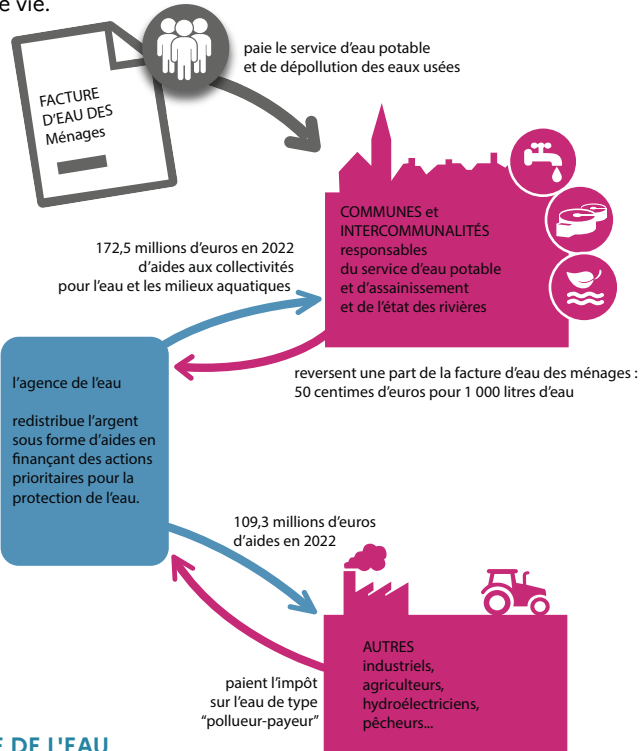 e vie.
paie le service d'eau potable
et de dépollution des eaux usées
FACTURE
D'EAU DES
Ménages
COMMUNES et
INTERCOMMUNALITÉS
responsables
du service d'eau potable
et d'assainissement
et de l'état des rivières
172,5 millions d'euros en 2022
d'aides aux collectivités
pour l'eau et les milieux aquatiques
reversent une part de la facture d'eau des ménages :
50 centimes d'euros pour 1 000 litres d'eau
l'agence de l'eau
redistribue l'argent
sous forme d'aides en
finançant des actions
prioritaires pour la
protection de l'eau.
109,3 millions d'euros
d'aides en 2022
AUTRES
industriels,
agriculteurs,
hydroélectriciens,
pêcheurs...
paient l'impôt
sur l'eau de type
"pollueur-payeur"
E DE L'EAU